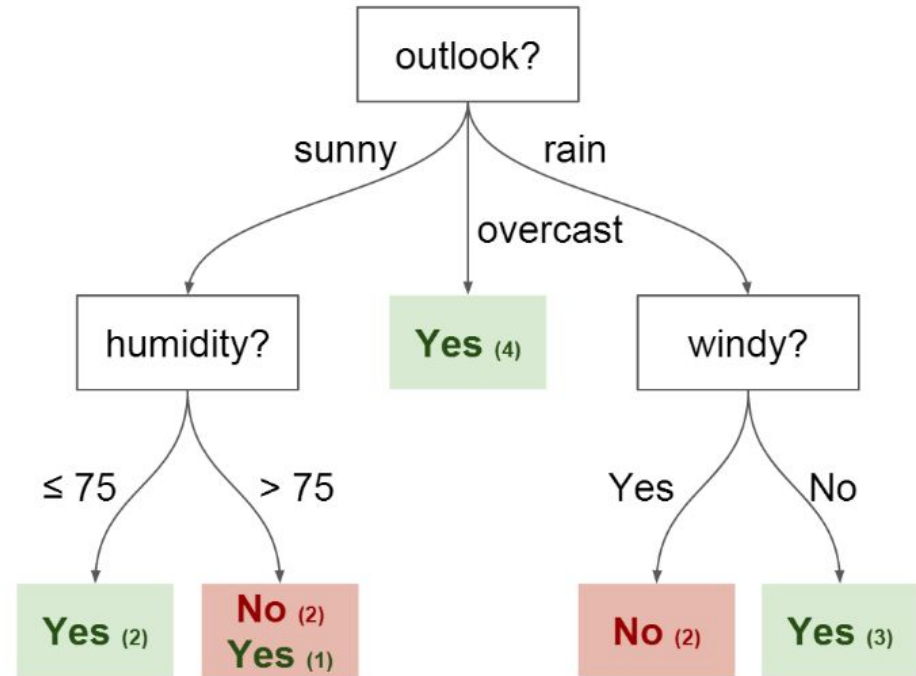 outlook?
sunny
rain
overcast
humidity?
Yes (4)
windy?
≤ 75
> 75
Yes
No
Yes (2)
No (2)
Yes (1)
No (2)
Yes (3)